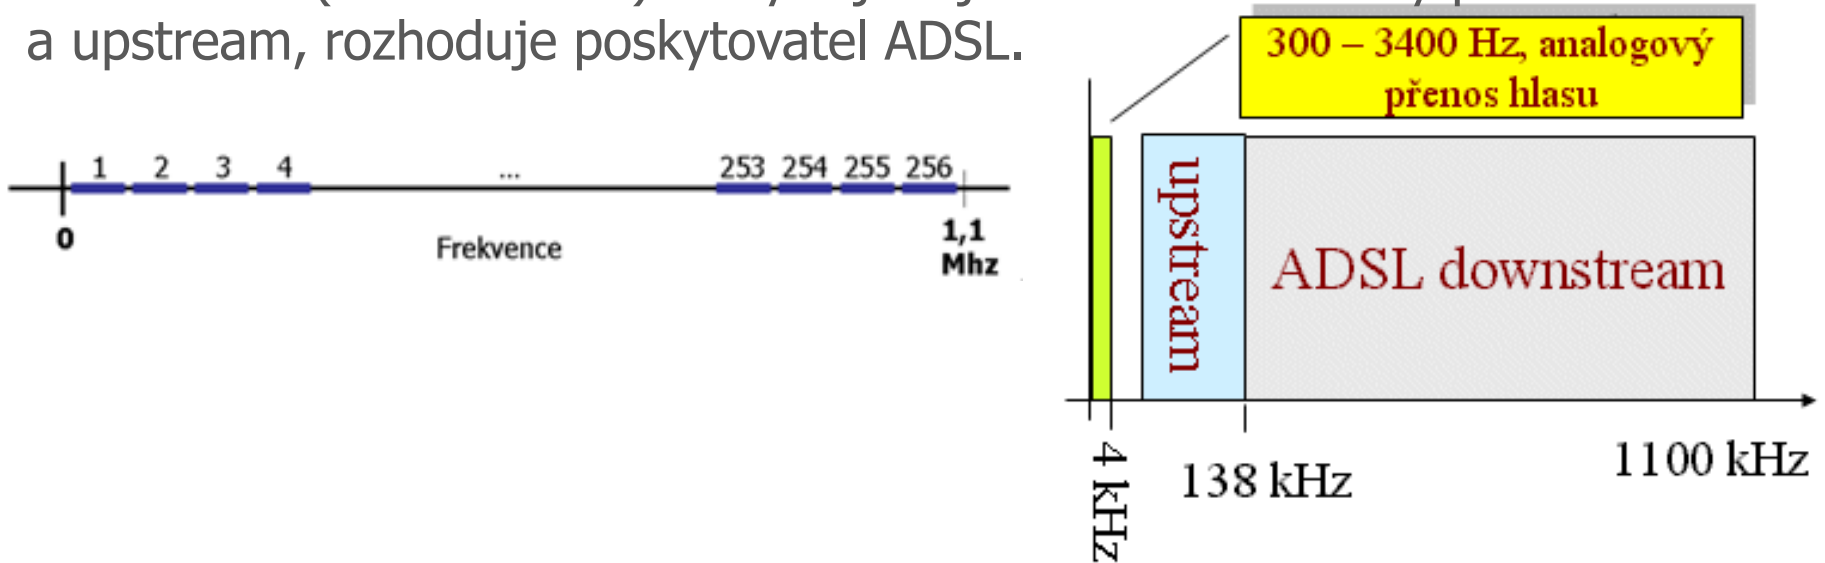 a upstream, rozhoduje poskytovatel ADSL.
1 2 3 4 ... 253 254 255 256
0
Frekvence
1,1
Mhz
300 – 3400 Hz, analogový
přenos hlasu
upstream
ADSL downstream
4 kHz
138 kHz
1100 kHz